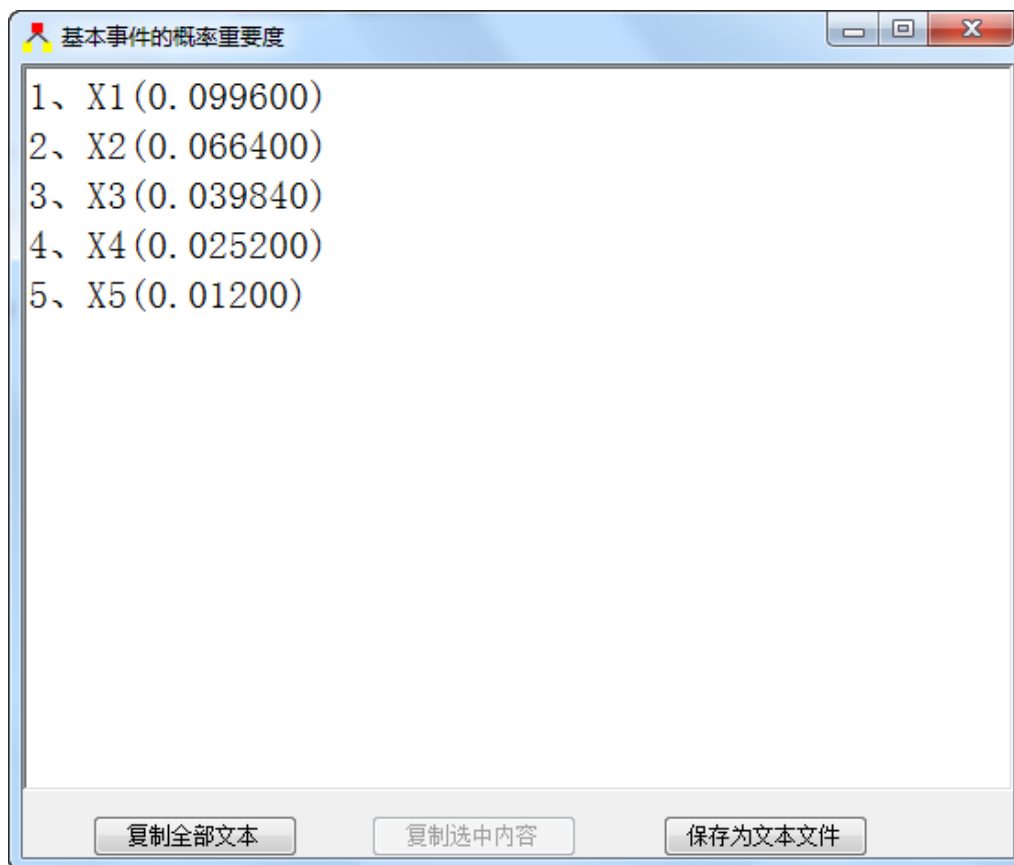 基本事件的概率重要度
1、X1(0.099600)
2、X2(0.066400)
3、X3(0.039840)
4、X4(0.025200)
5、X5(0.01200)
复制全部文本 复制选中内容 保存为文本文件